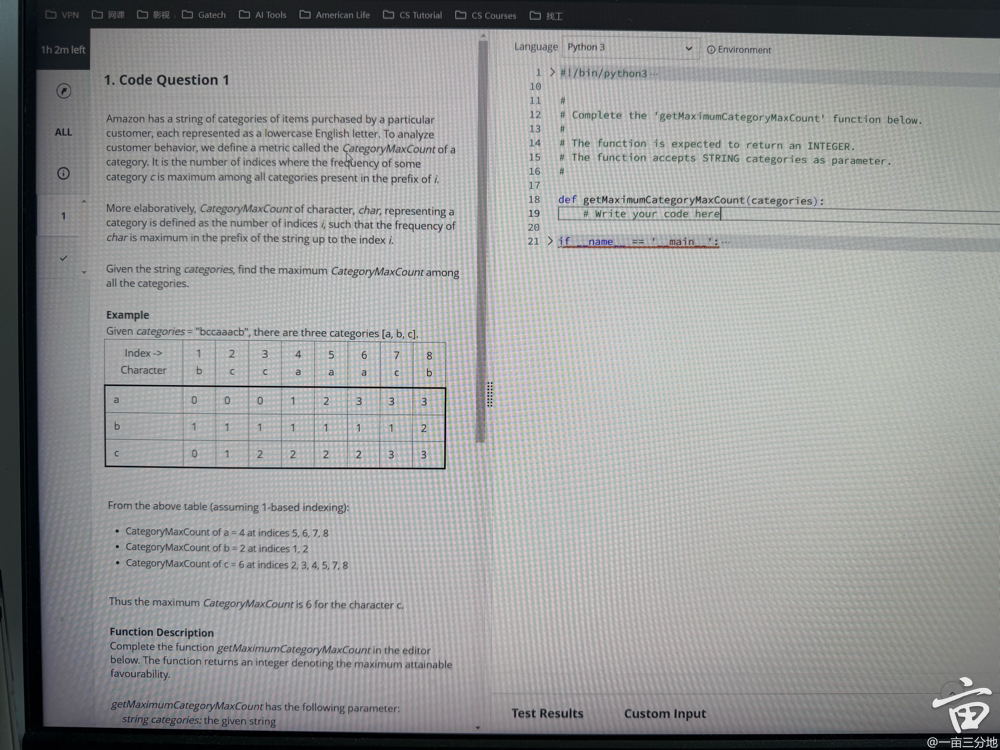 VPN 网课 影视 Gatech AI Tools American Life CS Tutorial CS Courses 找工
1h 2m left
ALL
1
1. Code Question 1
Amazon has a string of categories of items purchased by a particular
customer, each represented as a lowercase English letter. To analyze
customer behavior, we define a metric called the CategoryMaxCount of a
category. It is the number of indices where the frequency of some
category c is maximum among all categories present in the prefix of i.
More elaboratively, CategoryMaxCount of character, char, representing a
category is defined as the number of indices i, such that the frequency of
char is maximum in the prefix of the string up to the index i.
Given the string categories, find the maximum CategoryMaxCount among
all the categories.
Example
Given categories = "bccaaacb", there are three categories [a, b, c].
Index -> 1 2 3 4 5 6 7 8
Character b c c a a a c b
a 0 0 0 1 2 3 3 3
b 1 1 1 1 1 1 1 2
c 0 1 2 2 2 2 3 3
From the above table (assuming 1-based indexing):
• CategoryMaxCount of a = 4 at indices 5, 6, 7, 8
• CategoryMaxCount of b = 2 at indices 1, 2
• CategoryMaxCount of c = 6 at indices 2, 3, 4, 5, 7, 8
Thus the maximum CategoryMaxCount is 6 for the character c.
Function Description
Complete the function getMaximumCategoryMaxCount in the editor
below. The function returns an integer denoting the maximum attainable
favourability.
getMaximumCategoryMaxCount has the following parameter:
string categories: the given string
Language Python 3 Environment
1 > #!/bin/python3 ...
10
11 #
12 # Complete the 'getMaximumCategoryMaxCount' function below.
13 #
14 # The function is expected to return an INTEGER.
15 # The function accepts STRING categories as parameter.
16 #
17
18 def getMaximumCategoryMaxCount(categories):
19 # Write your code here
20
21 > if __name__ == '__main__': ...
Test Results Custom Input
亩
@一亩三分地